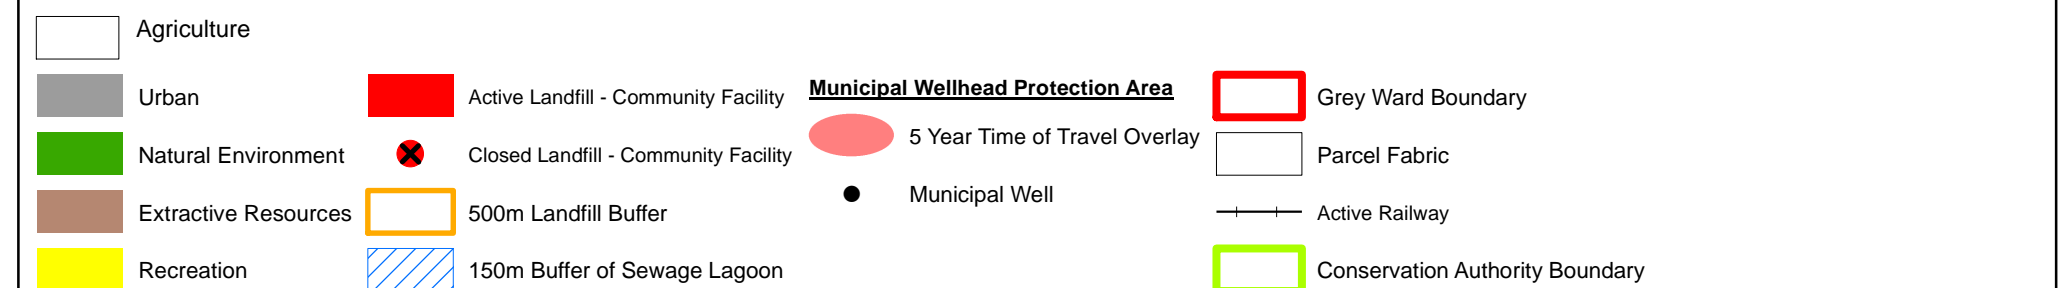 Agriculture
Urban
Natural Environment
Extractive Resources
Recreation
Active Landfill - Community Facility
Closed Landfill - Community Facility
500m Landfill Buffer
150m Buffer of Sewage Lagoon
Municipal Wellhead Protection Area
5 Year Time of Travel Overlay
Municipal Well
Grey Ward Boundary
Parcel Fabric
Active Railway
Conservation Authority Boundary